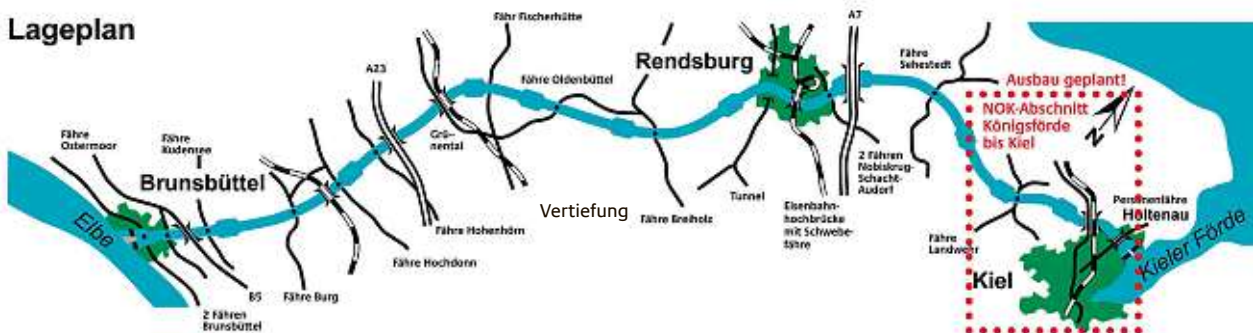 Lageplan
Fähr Fischerhütte
A7
A23
Rendsburg
Fähre
Sehestedt
Fähre Oldenbüttel
Ausbau geplant!
NOK-Abschnitt
Königsförde
bis Kiel
N
Fähre
Ostermoor
Fähre
Kudensee
Grü-
nental
Brunsbüttel
2 Fähren
Nobiskrug-
Schacht-
Audorf
Tunnel
Personenfähre
Holtenau
Vertiefung
Fähre Breiholz
Eisenbahn-
hochbrücke
mit Schwebe-
fähre
Elbe
Fähre Hohenhörn
Fähre
Landwehr
Kieler Förde
Fähre Hochdonn
Kiel
B5
Fähre Burg
2 Fähren
Brunsbüttel